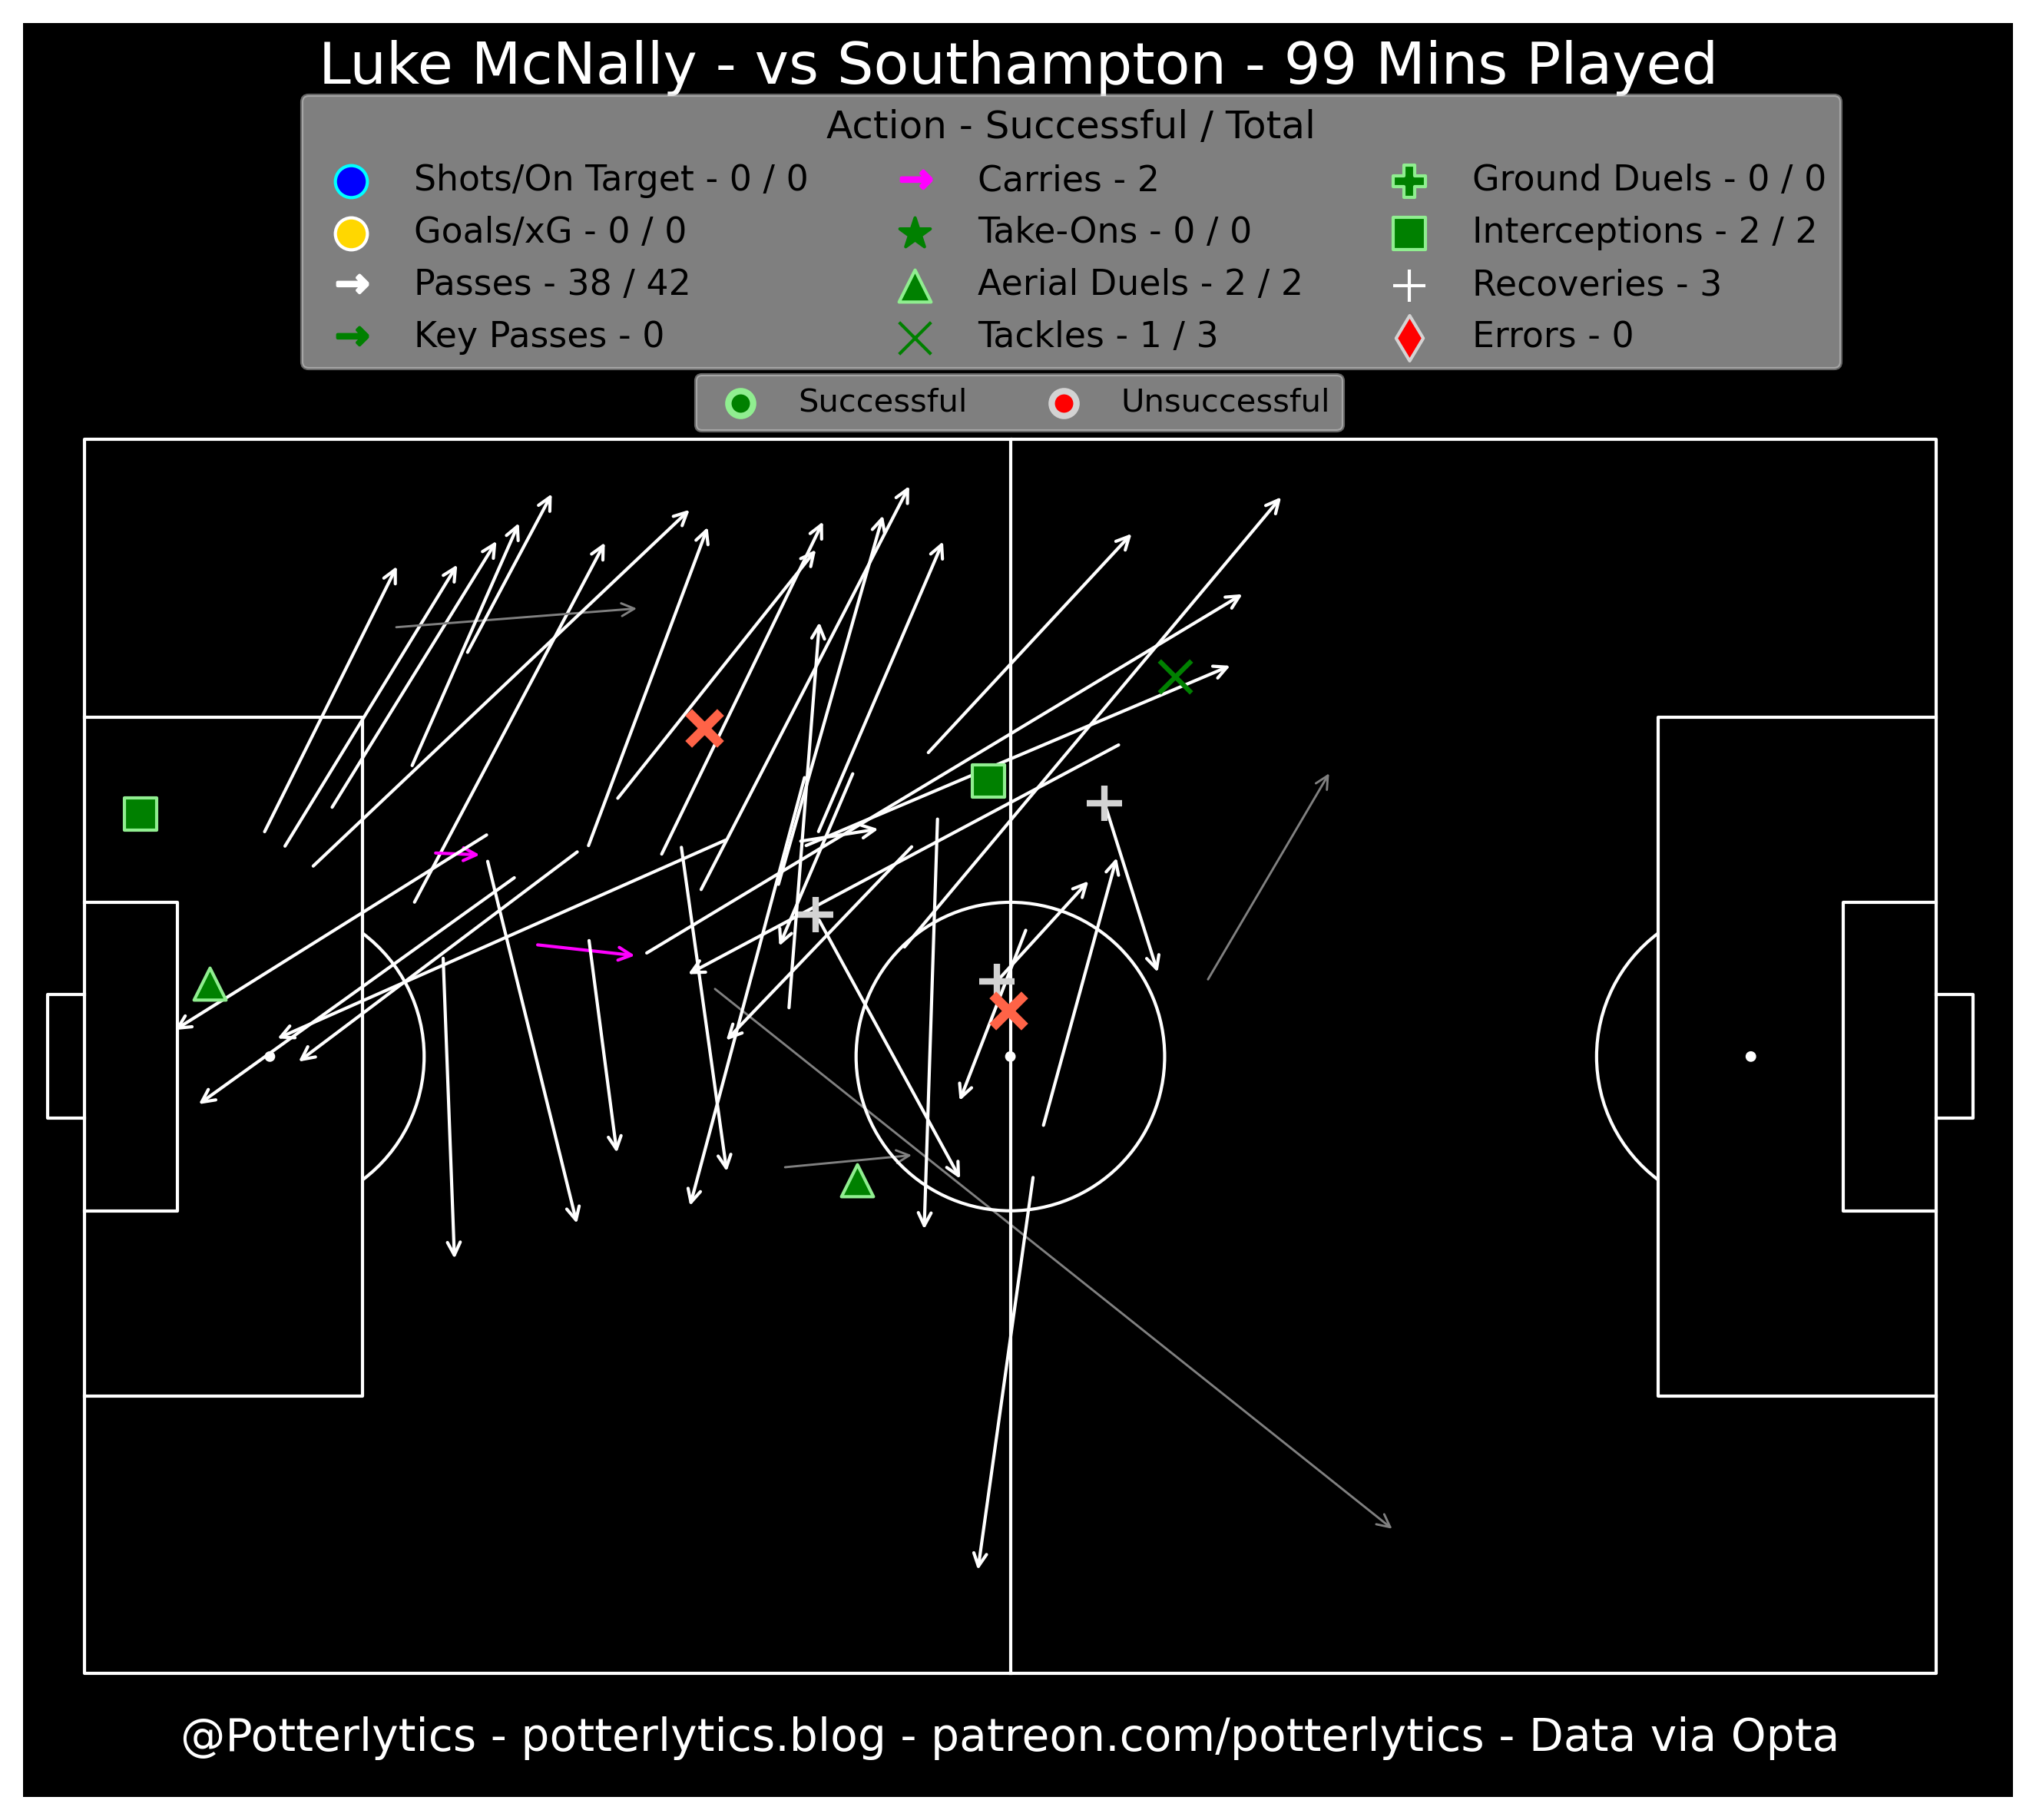 Luke McNally - vs Southampton - 99 Mins Played
Action - Successful / Total
Shots/On Target - 0 / 0
Goals/xG - 0 / 0
Passes - 38 / 42
Key Passes - 0
Carries - 2
Take-Ons - 0 / 0
Aerial Duels - 2 / 2
Tackles - 1 / 3
Ground Duels - 0 / 0
Interceptions - 2 / 2
Recoveries - 3
Errors - 0
Successful
Unsuccessful
@Potterlytics - potterlytics.blog - patreon.com/potterlytics - Data via Opta